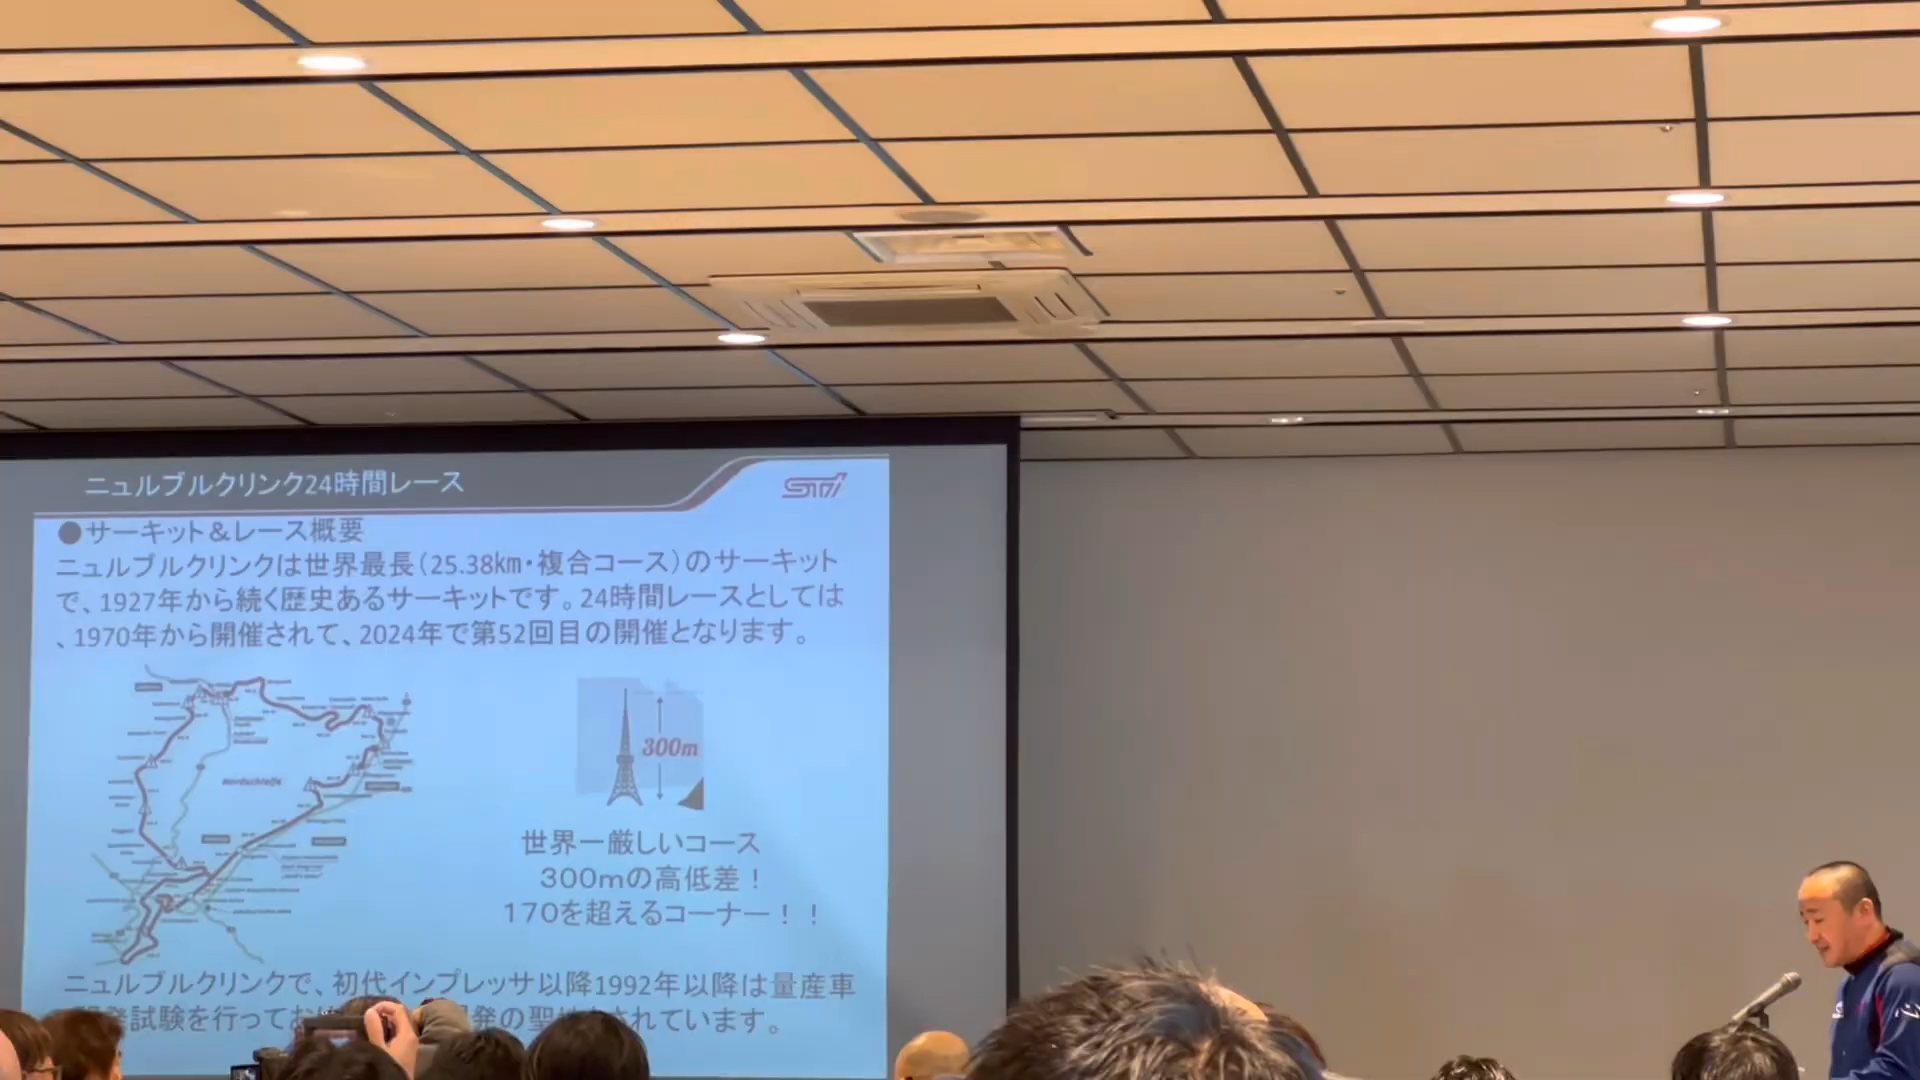 ニュルブルクリンク24時間レース
STI
●サーキット＆レース概要
ニュルブルクリンクは世界最長（25.38㎞・複合コース）のサーキット
で、1927年から続く歴史あるサーキットです。24時間レースとしては
、1970年から開催されて、2024年で第52回目の開催となります。
Nordschleife
300m
世界一厳しいコース
300mの高低差！
170を超えるコーナー！！
ニュルブルクリンクで、初代インプレッサ以降1992年以降は量産車
試験を行ってお
発の聖地
されています。